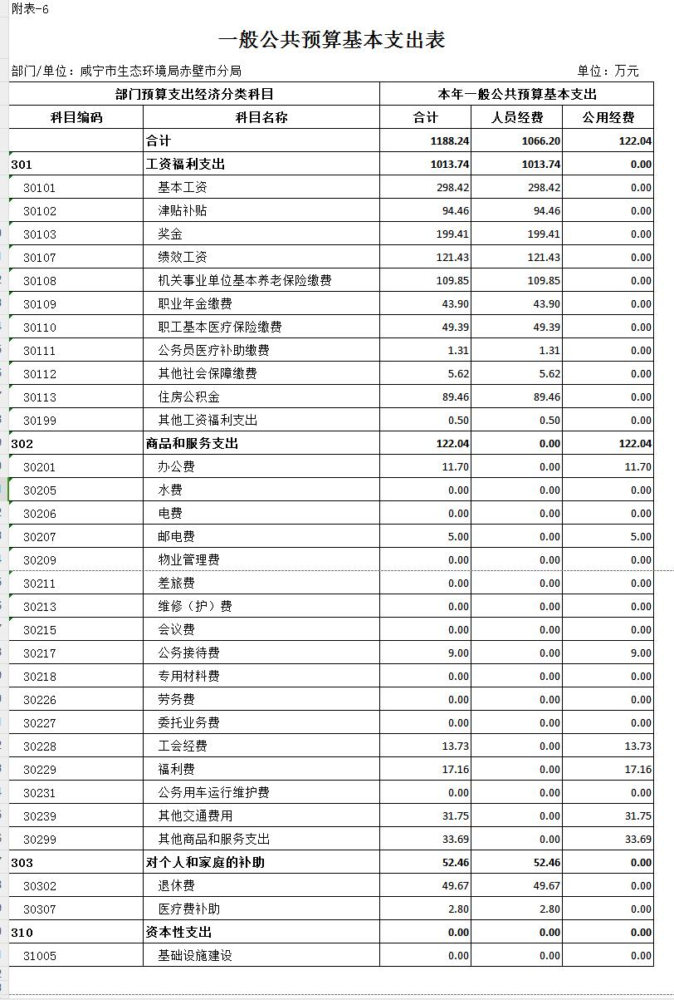 附表-6
一般公共预算基本支出表
部门/单位：咸宁市生态环境局赤壁市分局 单位：万元
部门预算支出经济分类科目 本年一般公共预算基本支出
科目编码 科目名称 合计 人员经费 公用经费
合计 1188.24 1066.20 122.04
301 工资福利支出 1013.74 1013.74 0.00
30101 基本工资 298.42 298.42 0.00
30102 津贴补贴 94.46 94.46 0.00
30103 奖金 199.41 199.41 0.00
30107 绩效工资 121.43 121.43 0.00
30108 机关事业单位基本养老保险缴费 109.85 109.85 0.00
30109 职业年金缴费 43.90 43.90 0.00
30110 职工基本医疗保险缴费 49.39 49.39 0.00
30111 公务员医疗补助缴费 1.31 1.31 0.00
30112 其他社会保障缴费 5.62 5.62 0.00
30113 住房公积金 89.46 89.46 0.00
30199 其他工资福利支出 0.50 0.50 0.00
302 商品和服务支出 122.04 0.00 122.04
30201 办公费 11.70 0.00 11.70
30205 水费 0.00 0.00 0.00
30206 电费 0.00 0.00 0.00
30207 邮电费 5.00 0.00 5.00
30209 物业管理费 0.00 0.00 0.00
30211 差旅费 0.00 0.00 0.00
30213 维修（护）费 0.00 0.00 0.00
30215 会议费 0.00 0.00 0.00
30217 公务接待费 9.00 0.00 9.00
30218 专用材料费 0.00 0.00 0.00
30226 劳务费 0.00 0.00 0.00
30227 委托业务费 0.00 0.00 0.00
30228 工会经费 13.73 0.00 13.73
30229 福利费 17.16 0.00 17.16
30231 公务用车运行维护费 0.00 0.00 0.00
30239 其他交通费用 31.75 0.00 31.75
30299 其他商品和服务支出 33.69 0.00 33.69
303 对个人和家庭的补助 52.46 52.46 0.00
30302 退休费 49.67 49.67 0.00
30307 医疗费补助 2.80 2.80 0.00
310 资本性支出 0.00 0.00 0.00
31005 基础设施建设 0.00 0.00 0.00